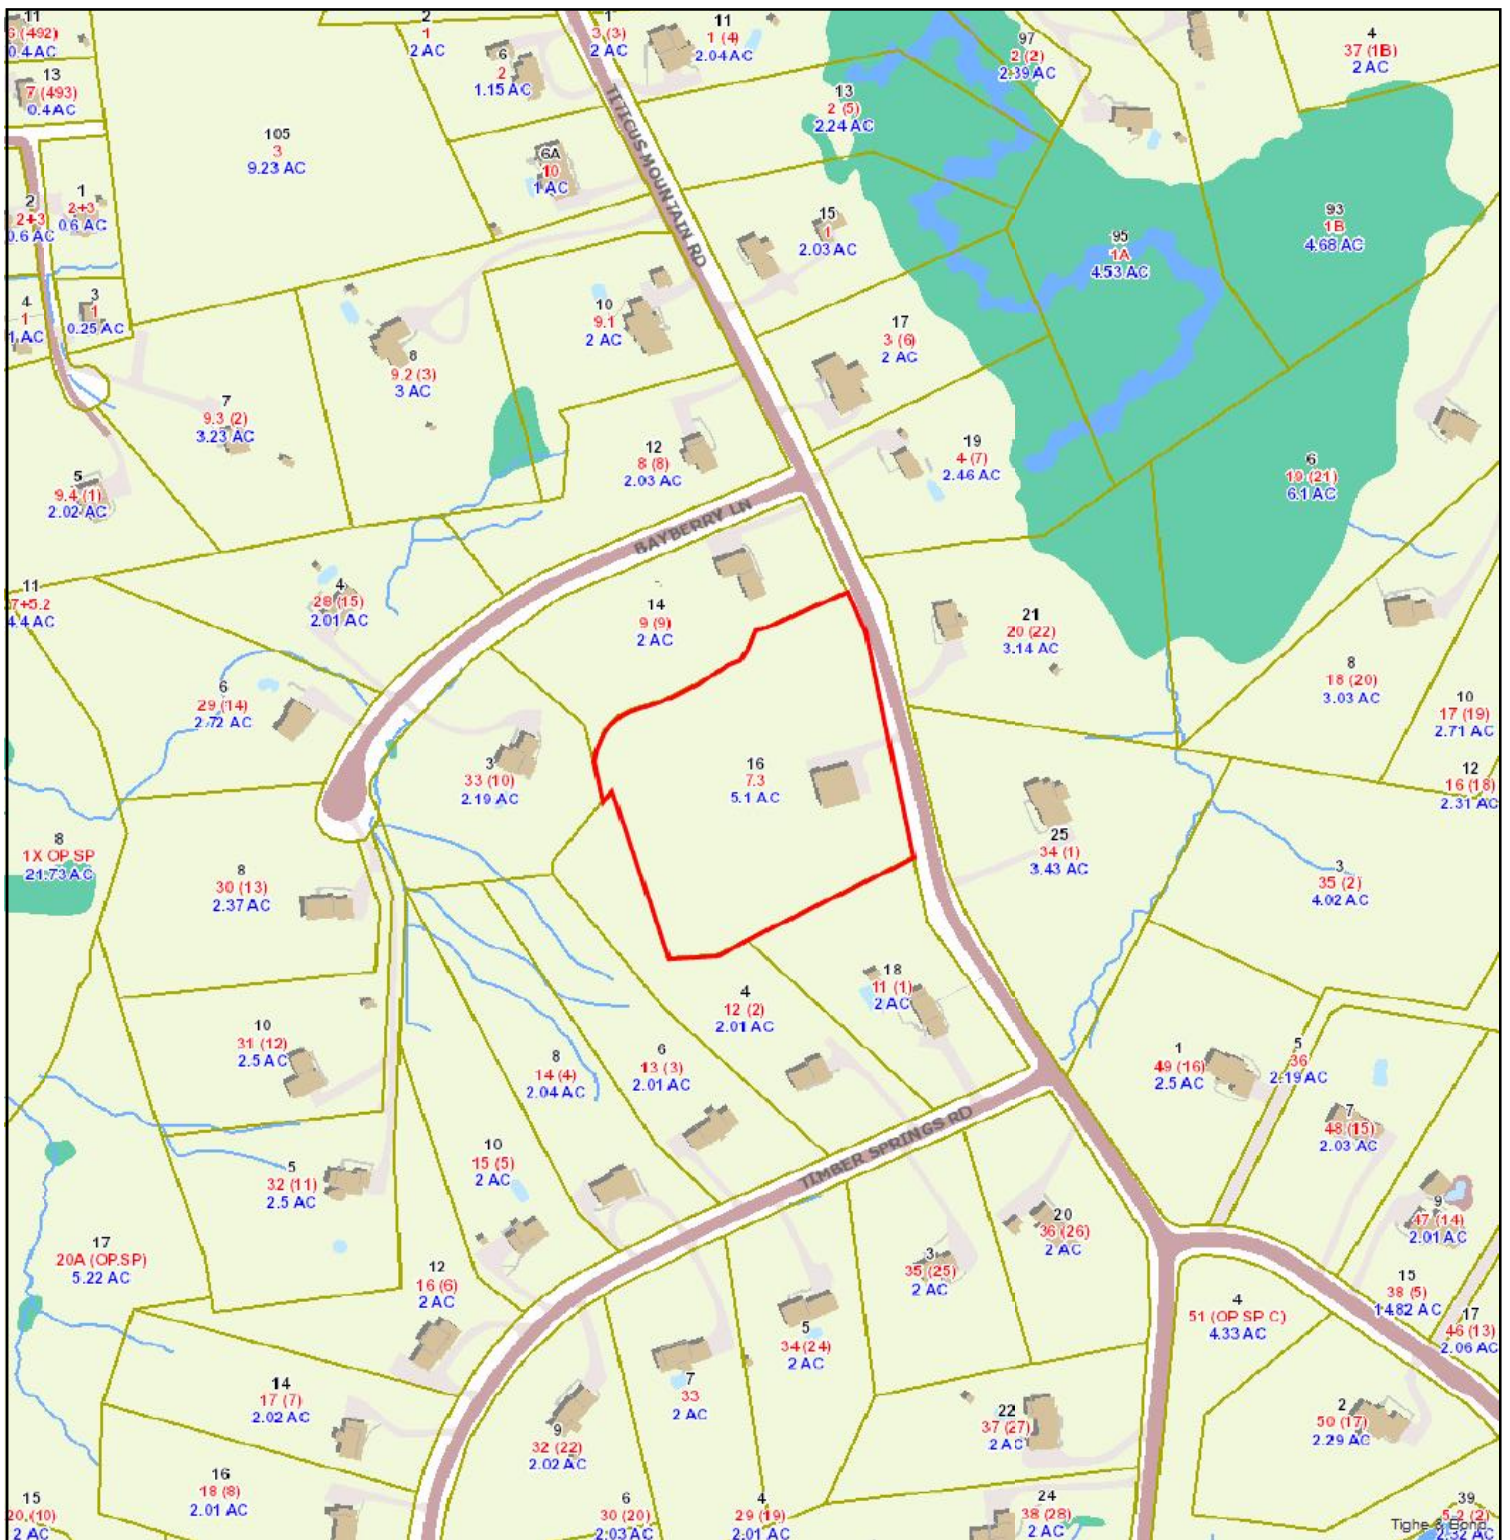 11
6 (492)
0.4 AC
13
7 (493)
0.4 AC
2
1
2 AC
6
2
1.15 AC
1
3 (3)
2 AC
11
1 (4)
2.04 AC
97
2 (2)
2.39 AC
4
37 (1B)
2 AC
105
3
9.23 AC
6A
10
1 AC
TITICUS MOUNTAIN RD
13
2 (5)
2.24 AC
2
2+3
0.6 AC
1
2+3
0.6 AC
15
1
2.03 AC
95
1A
4.53 AC
93
1B
4.68 AC
4
1
1 AC
3
1
0.25 AC
8
9.2 (3)
3 AC
10
9.1
2 AC
17
3 (6)
2 AC
7
9.3 (2)
3.23 AC
12
8 (8)
2.03 AC
19
4 (7)
2.46 AC
6
19 (21)
6.1 AC
5
9.4 (1)
2.02 AC
BAYBERRY LN
11
7+5.2
4.4 AC
4
28 (15)
2.01 AC
14
9 (9)
2 AC
21
20 (22)
3.14 AC
8
18 (20)
3.03 AC
10
17 (19)
2.71 AC
6
29 (14)
2.72 AC
3
33 (10)
2.19 AC
16
7.3
5.1 AC
12
16 (18)
2.31 AC
8
1X OP.SP
21.73 AC
8
30 (13)
2.37 AC
25
34 (1)
3.43 AC
3
35 (2)
4.02 AC
10
31 (12)
2.5 AC
4
12 (2)
2.01 AC
18
11 (1)
2 AC
8
14 (4)
2.04 AC
6
13 (3)
2.01 AC
1
49 (16)
2.5 AC
5
36
2.19 AC
7
48 (15)
2.03 AC
5
32 (11)
2.5 AC
10
15 (5)
2 AC
TIMBER SPRINGS RD
9
47 (14)
2.01 AC
17
20A (OP.SP)
5.22 AC
12
16 (6)
2 AC
3
35 (25)
2 AC
20
36 (26)
2 AC
4
51 (OP SP C)
4.33 AC
15
38 (5)
14.82 AC
17
46 (13)
2.06 AC
5
34 (24)
2 AC
7
33
2 AC
14
17 (7)
2.02 AC
9
32 (22)
2.02 AC
22
37 (27)
2 AC
2
50 (17)
2.29 AC
16
18 (8)
2.01 AC
15
20 (10)
2 AC
6
30 (20)
2.03 AC
4
29 (19)
2.01 AC
24
38 (28)
2 AC
39
5.2 (2)
2.32 AC
Tighe & Bond